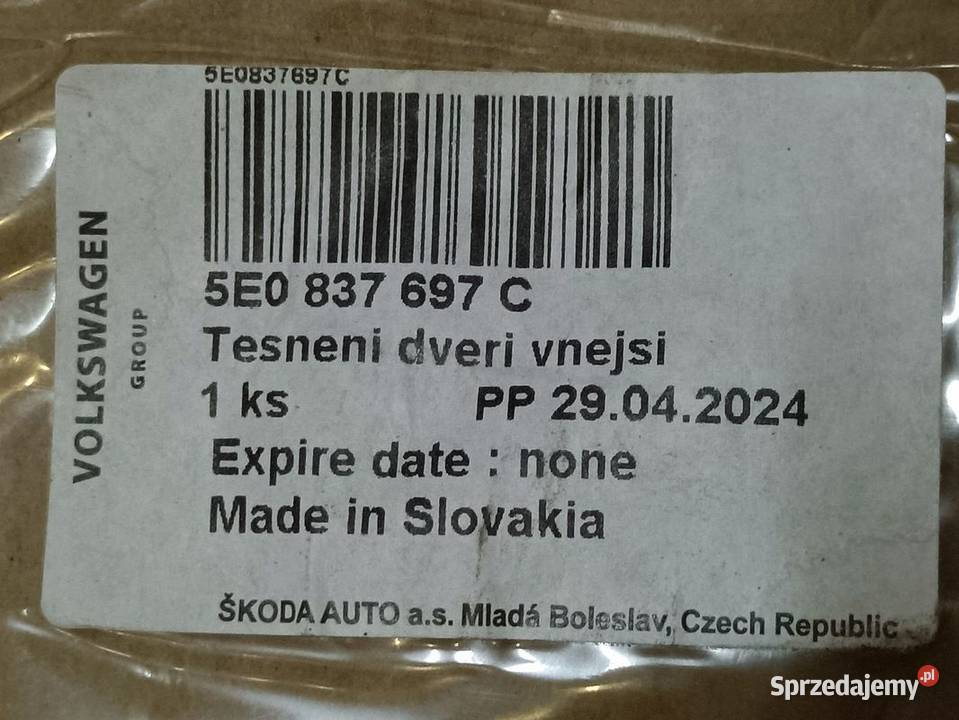 5E0837697C
5E0 837 697 C
Tesneni dveri vnejsi
1 ks PP 29.04.2024
Expire date : none
Made in Slovakia
ŠKODA AUTO a.s. Mladá Boleslav, Czech Republic
VOLKSWAGEN
GROUP
Sprzedajemy.pl